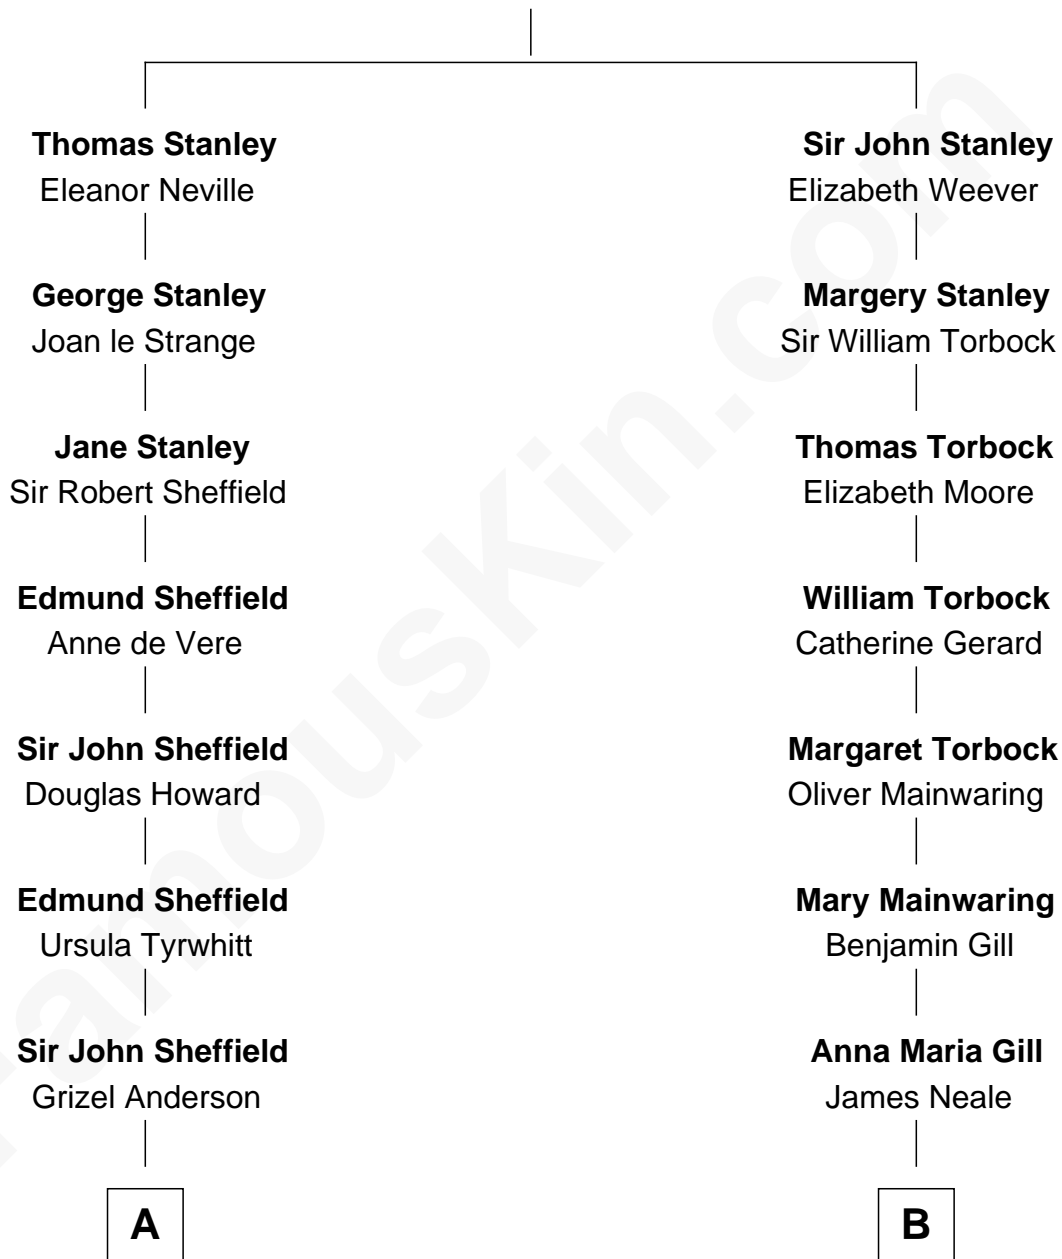 Thomas Stanley
Eleanor Neville
George Stanley
Joan le Strange
Jane Stanley
Sir Robert Sheffield
Edmund Sheffield
Anne de Vere
Sir John Sheffield
Douglas Howard
Edmund Sheffield
Ursula Tyrwhitt
Sir John Sheffield
Grizel Anderson
A
Sir John Stanley
Elizabeth Weever
Margery Stanley
Sir William Torbock
Thomas Torbock
Elizabeth Moore
William Torbock
Catherine Gerard
Margaret Torbock
Oliver Mainwaring
Mary Mainwaring
Benjamin Gill
Anna Maria Gill
James Neale
B
FamousKin.com